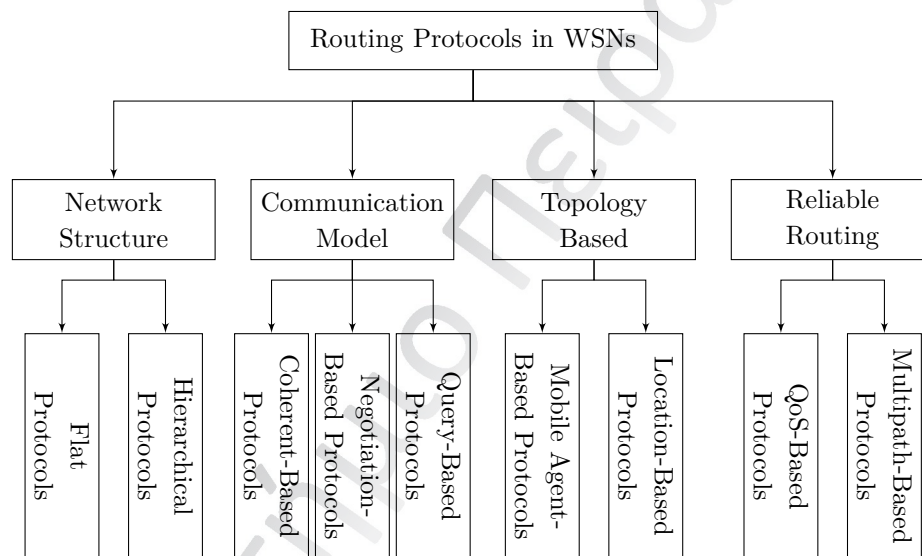 Routing Protocols in WSNs
Network
Structure
Communication
Model
Topology
Based
Reliable
Routing
Flat
Protocols
Hierarchical
Protocols
Coherent-Based
Protocols
Negotiation-
Based Protocols
Query-Based
Protocols
Mobile Agent-
Based Protocols
Location-Based
Protocols
QoS-Based
Protocols
Multipath-Based
Protocols